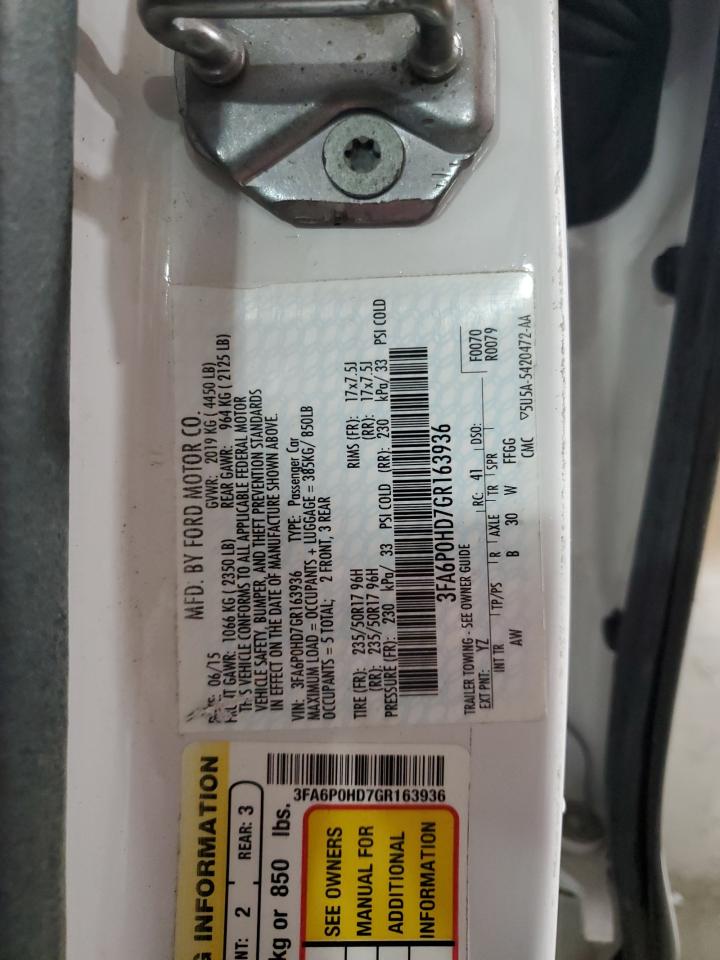 MFD. BY FORD MOTOR CO.
06/15 GVWR: 2019 KG ( 4450 LB)
GAWR: 1066 KG ( 2350 LB) REAR GAWR: 964 KG ( 2125 LB)
VEHICLE CONFORMS TO ALL APPLICABLE FEDERAL MOTOR
VEHICLE SAFETY, BUMPER, AND THEFT PREVENTION STANDARDS
IN EFFECT ON THE DATE OF MANUFACTURE SHOWN ABOVE.
VIN: 3FA6P0HD7GR163936 TYPE: Passenger Car
MAXIMUM LOAD = OCCUPANTS + LUGGAGE = 385KG/ 850LB
OCCUPANTS = 5 TOTAL; 2 FRONT, 3 REAR
TIRE (FR): 235/50R17 96H RIMS (FR): 17x7.5J
(RR): 235/50R17 96H (RR): 17x7.5J
PRESSURE (FR): 230 kPa/ 33 PSI COLD (RR): 230 kPa/33 PSI COLD
3FA6P0HD7GR163936
TRAILER TOWING - SEE OWNER GUIDE F0070
EXT PNT: YZ RC: 41 DSO: R0079
INT TR TP/PS R AXLE TR SPR
AW B 30 W FFGG
CMC ▽5U5A-5420472-AA
G INFORMATION
NT: 2 REAR: 3
kg or 850 lbs.
3FA6P0HD7GR163936
SEE OWNERS
MANUAL FOR
ADDITIONAL
INFORMATION